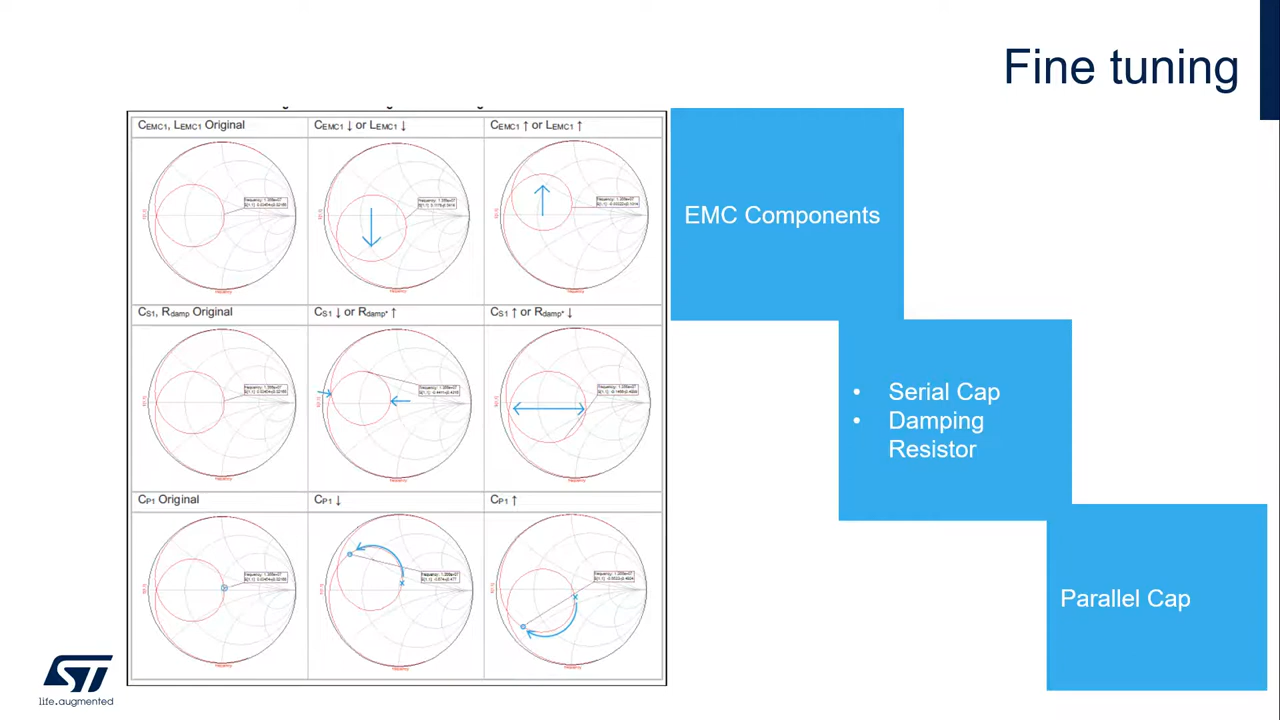 Fine tuning
CEMC1, LEMC1 Original
CEMC1 ↓ or LEMC1 ↓
CEMC1 ↑ or LEMC1 ↑
EMC Components
CS1, Rdamp Original
CS1 ↓ or Rdamp* ↑
CS1 ↑ or Rdamp* ↓
• Serial Cap
• Damping
Resistor
CP1 Original
CP1 ↓
CP1 ↑
Parallel Cap
ST
life.augmented